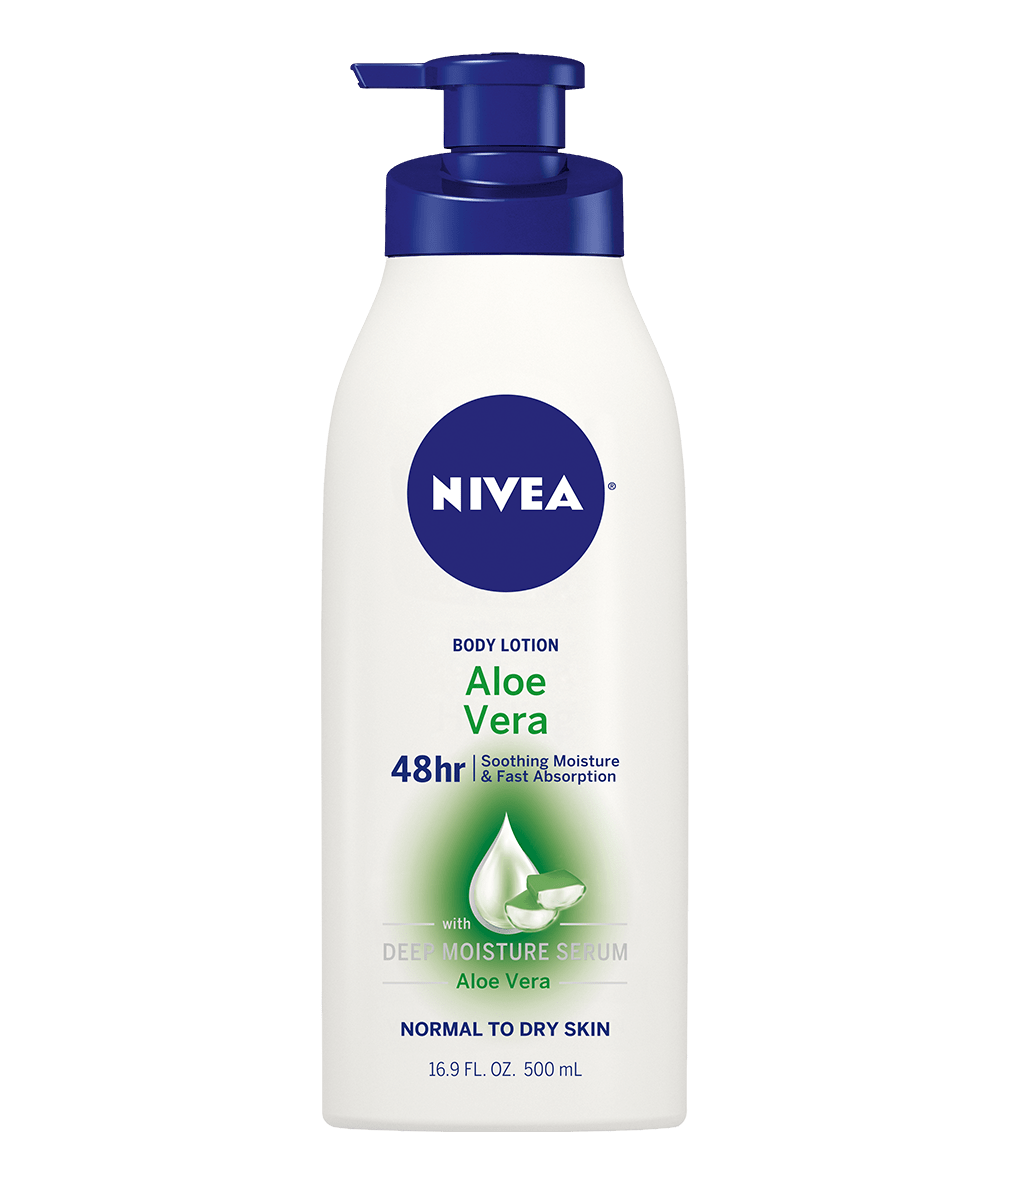 NIVEA®
BODY LOTION
Aloe
Vera
48hr | Soothing Moisture
& Fast Absorption
with
DEEP MOISTURE SERUM
Aloe Vera
NORMAL TO DRY SKIN
16.9 FL. OZ. 500 mL